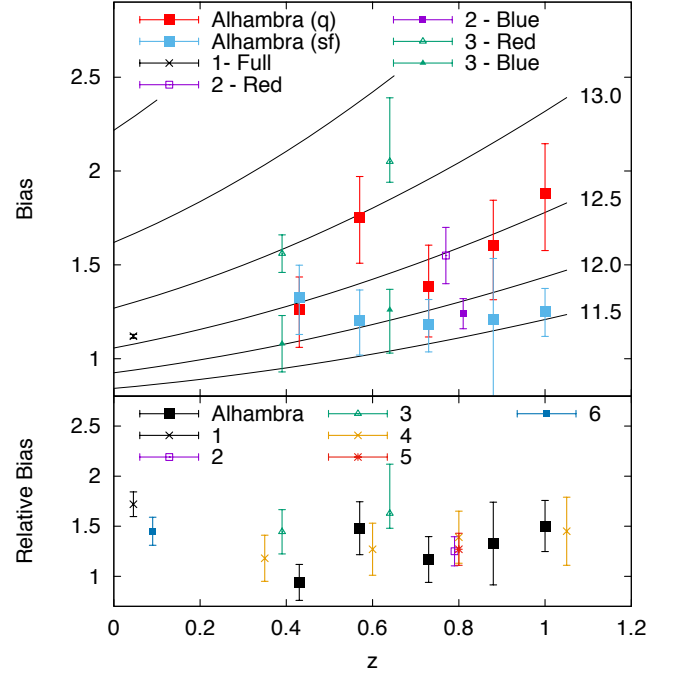 Alhambra (q)
Alhambra (sf)
1- Full
2 - Red
2 - Blue
3 - Red
3 - Blue
2.5
2
1.5
1
Bias
13.0
12.5
12.0
11.5
Alhambra
1
2
3
4
5
6
2.5
2
1.5
1
Relative Bias
0
0.2
0.4
0.6
0.8
1
1.2
z